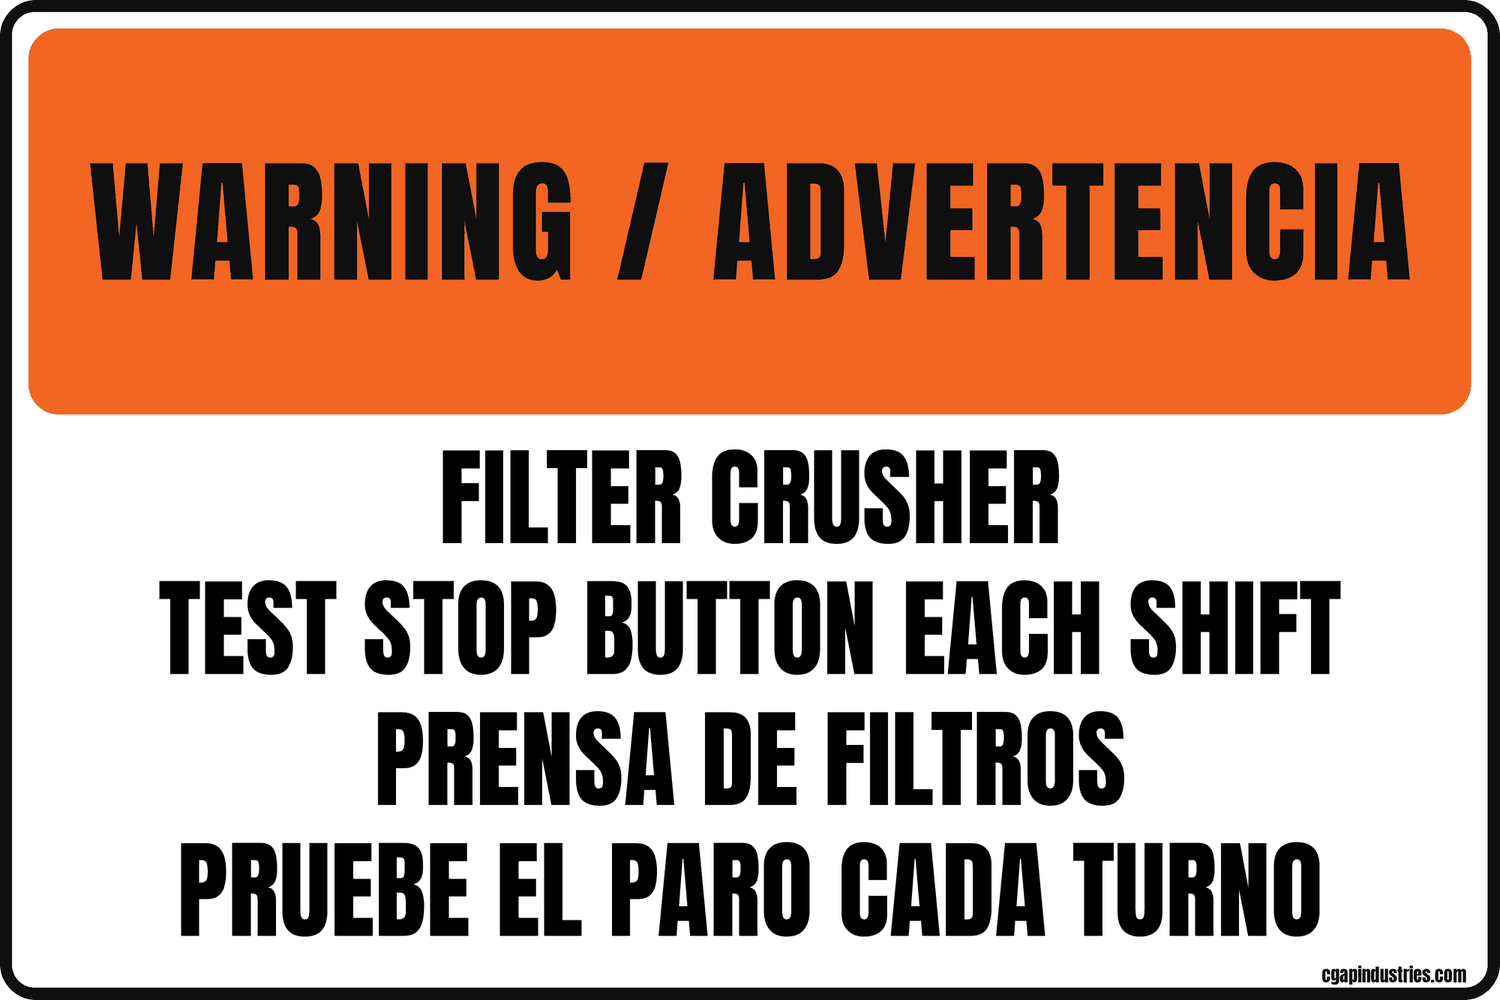 WARNING / ADVERTENCIA
FILTER CRUSHER
TEST STOP BUTTON EACH SHIFT
PRENSA DE FILTROS
PRUEBE EL PARO CADA TURNO
cgapindustries.com